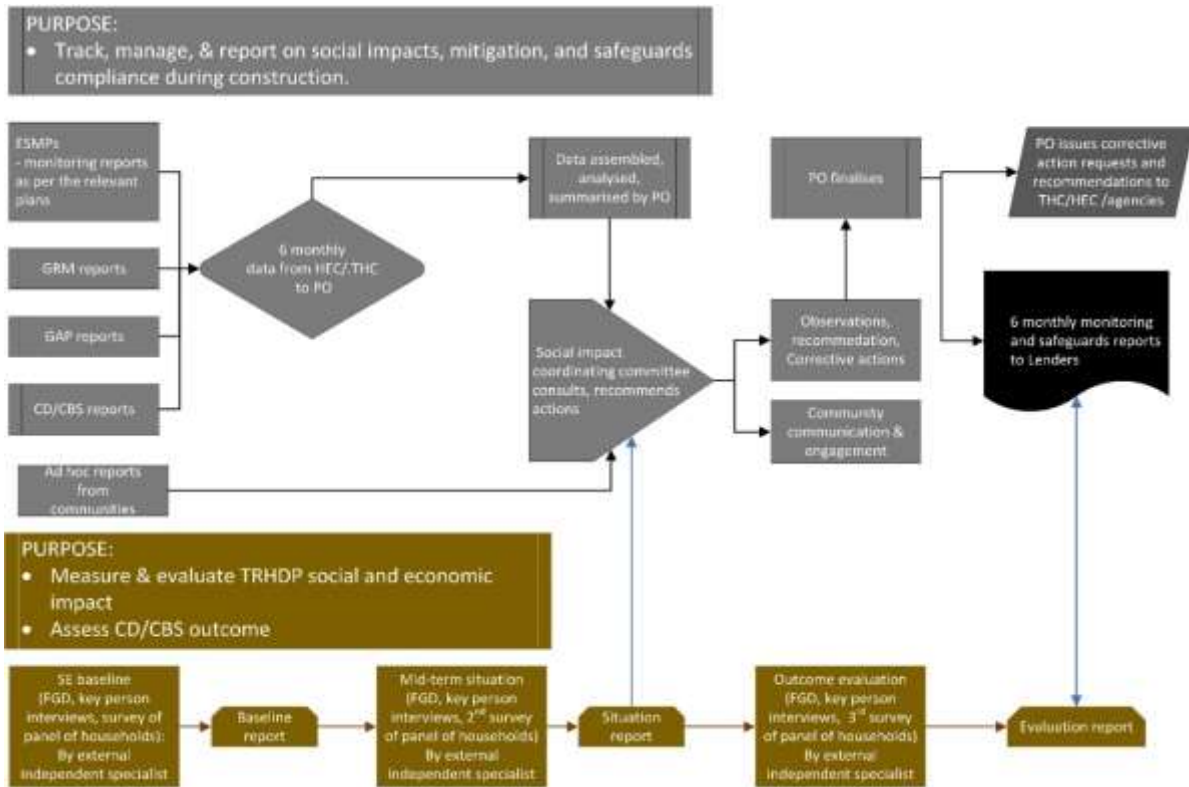 PURPOSE:
• Track, manage, & report on social impacts, mitigation, and safeguards
compliance during construction.
ESMPs
- monitoring reports
as per the relevant
plans
GRM reports
GAP reports
CD/CBS reports
Ad hoc reports
from
communities
6 monthly
data from HEC/.THC
to PO
Data assembled,
analysed,
summarised by PO
Social impact
coordinating committee
consults, recommends
actions
PO finalises
Observations,
recommedation,
Corrective actions
Community
communication &
engagement
PO issues corrective
action requests and
recommendations to
THC/HEC /agencies
6 monthly monitoring
and safeguards reports
to Lenders
PURPOSE:
• Measure & evaluate TRHDP social and economic
impact
• Assess CD/CBS outcome
SE baseline
(FGD, key person
interviews, survey of
panel of households):
By external
independent specialist
Baseline
report
Mid-term situation
(FGD, key person
interviews, 2nd survey
of panel of households)
By external
independent specialist
Situation
report
Outcome evaluation
(FGD, key person
interviews, 3rd survey
of panel of households)
By external
independent specialist
Evaluation report